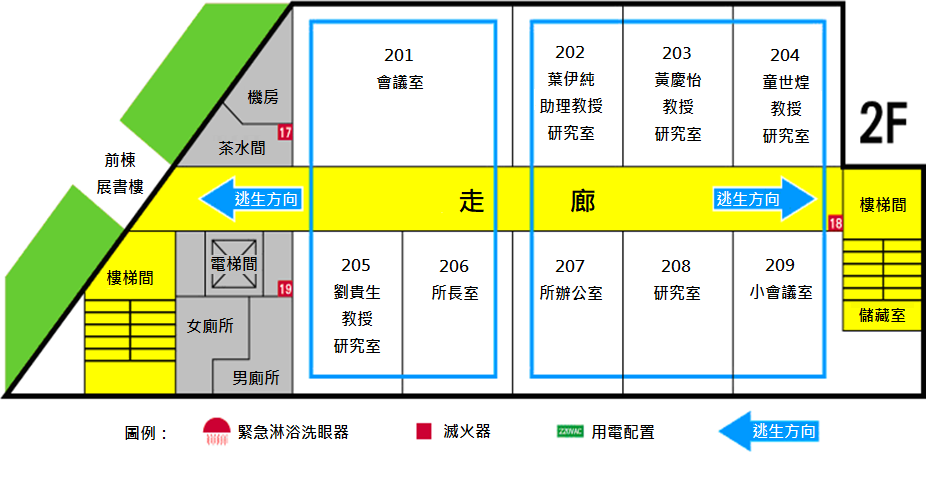 201
會議室
202
葉伊純
助理教授
研究室
203
黃慶怡
教授
研究室
204
童世煌
教授
研究室
2F
機房
17
茶水間
前棟
展書樓
逃生方向
走廊
逃生方向
18
樓梯間
樓梯間
電梯間
19
205
劉貴生
教授
研究室
206
所長室
207
所辦公室
208
研究室
209
小會議室
儲藏室
女廁所
男廁所
圖例：
緊急淋浴洗眼器
滅火器
220VAC
用電配置
逃生方向